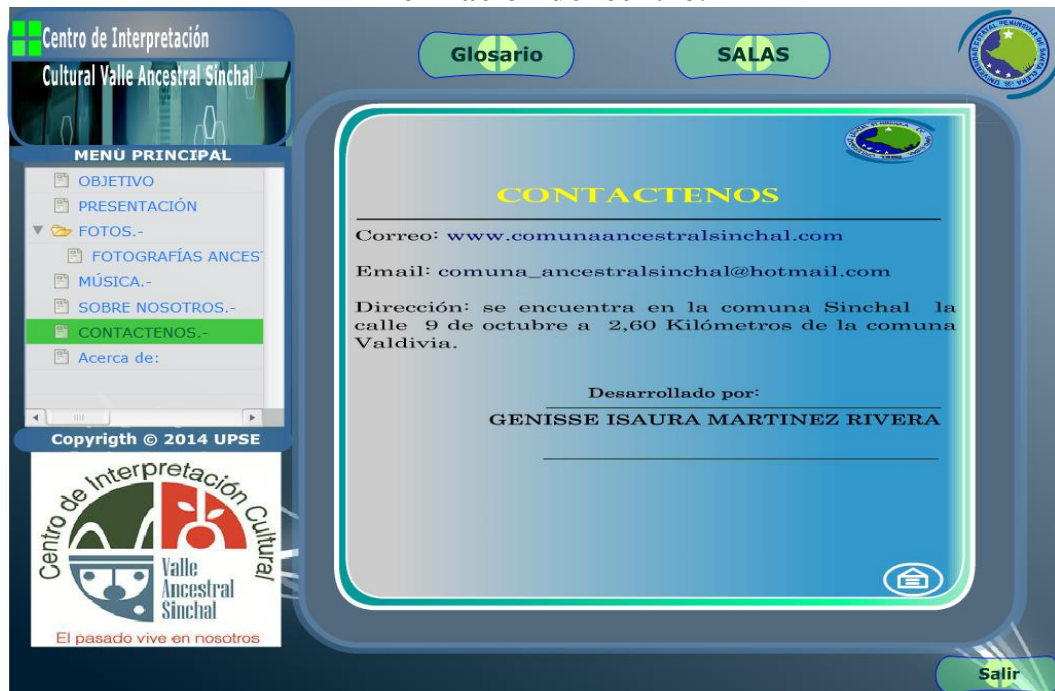 Centro de Interpretación
Cultural Valle Ancestral Sinchal
Glosario
SALAS
MENÚ PRINCIPAL
OBJETIVO
PRESENTACIÓN
FOTOS.-
FOTOGRAFÍAS ANCES
MÚSICA.-
SOBRE NOSOTROS.-
CONTACTENOS.-
Acerca de:
Copyrigth © 2014 UPSE
Centro de Interpretación Cultural
Valle
Ancestral
Sinchal
El pasado vive en nosotros
CONTACTENOS
Correo: www.comunaancestralsinchal.com
Email: comuna_ancestralsinchal@hotmail.com
Dirección: se encuentra en la comuna Sinchal la
calle 9 de octubre a 2,60 Kilómetros de la comuna
Valdivia.
Desarrollado por:
GENISSE ISAURA MARTINEZ RIVERA
Salir